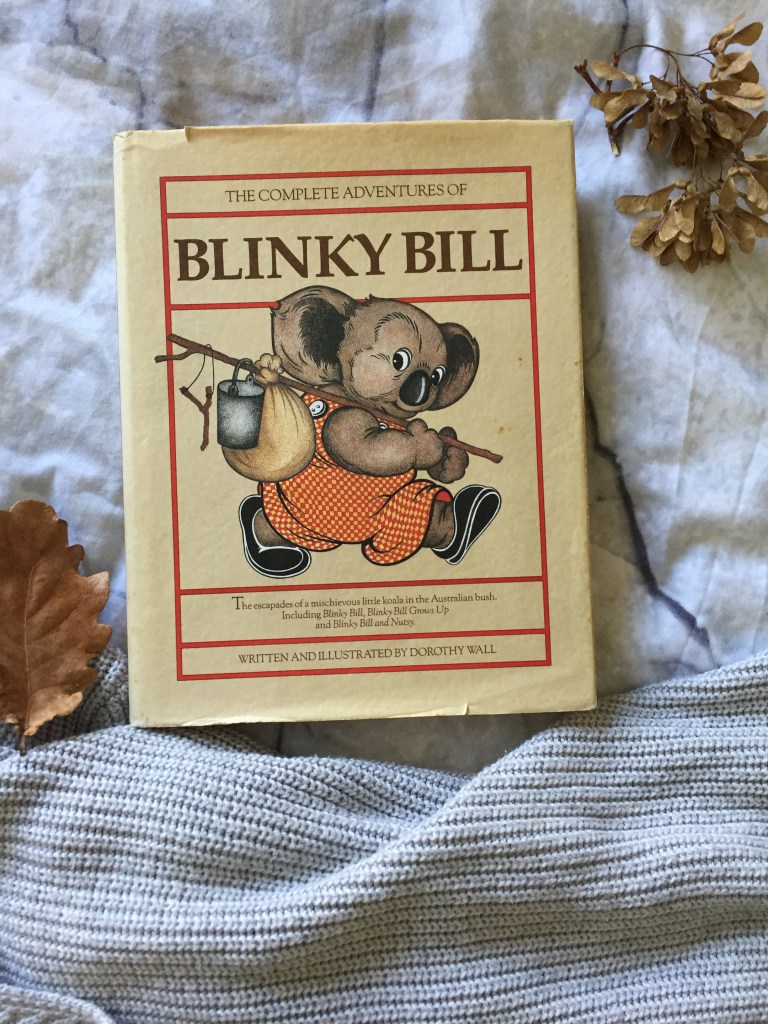 THE COMPLETE ADVENTURES OF
BLINKY BILL
The escapades of a mischievous little koala in the Australian bush.
Including Blinky Bill, Blinky Bill Grows Up
and Blinky Bill and Nutsy.
WRITTEN AND ILLUSTRATED BY DOROTHY WALL